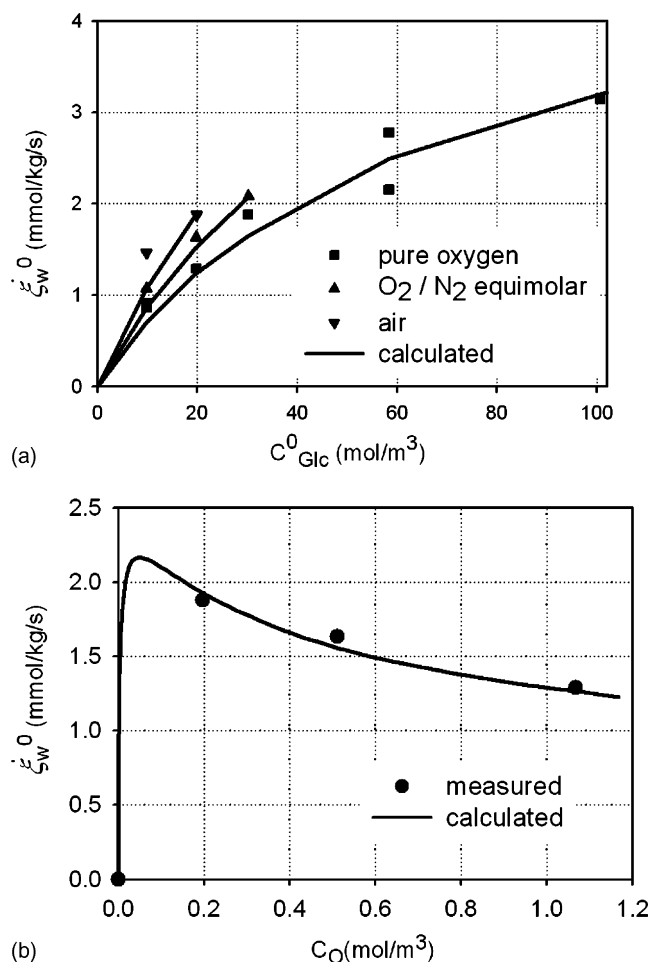 4
3
2
1
0
ξ̇w⁰ (mmol/kg/s)
pure oxygen
O₂ / N₂ equimolar
air
calculated
0 20 40 60 80 100
C⁰Glc (mol/m³)
(a)
2.5
2.0
1.5
1.0
0.5
0.0
ξ̇w⁰ (mmol/kg/s)
measured
calculated
0.0 0.2 0.4 0.6 0.8 1.0 1.2
C_O(mol/m³)
(b)